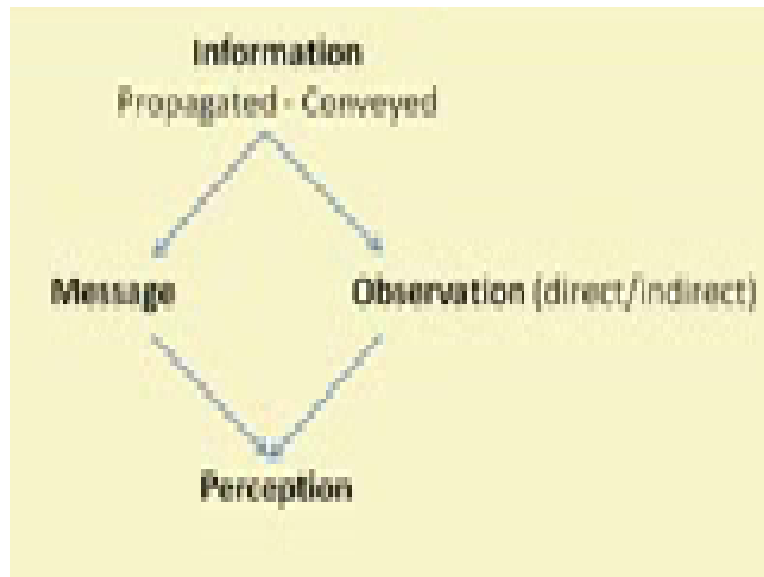 Information
Propagated - Conveyed
Message
Observation (direct/indirect)
Perception